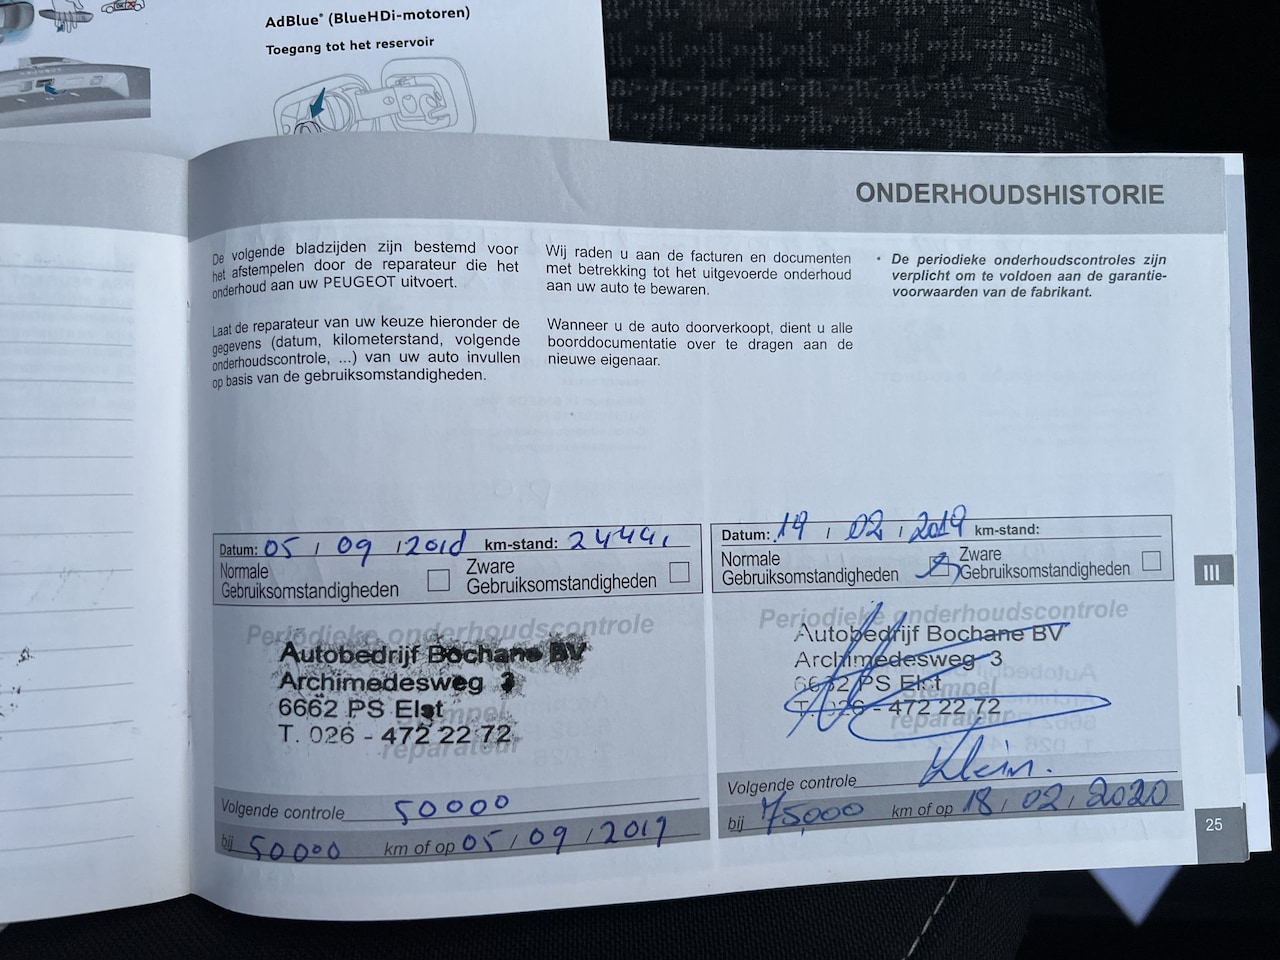 AdBlue® (BlueHDi-motoren)
Toegang tot het reservoir
ONDERHOUDSHISTORIE
De volgende bladzijden zijn bestemd voor
het afstempelen door de reparateur die het
onderhoud aan uw PEUGEOT uitvoert.
Laat de reparateur van uw keuze hieronder de
gegevens (datum, kilometerstand, volgende
onderhoudscontrole, ...) van uw auto invullen
op basis van de gebruiksomstandigheden.
Wij raden u aan de facturen en documenten
met betrekking tot het uitgevoerde onderhoud
aan uw auto te bewaren.
Wanneer u de auto doorverkoopt, dient u alle
boorddocumentatie over te dragen aan de
nieuwe eigenaar.
• De periodieke onderhoudscontroles zijn
verplicht om te voldoen aan de garantie-
voorwaarden van de fabrikant.
Datum: 05 / 09 / 2018 km-stand: 24441
Normale
Gebruiksomstandigheden
Zware
Gebruiksomstandigheden
Periodieke onderhoudscontrole
Autobedrijf Bochane BV
Archimedesweg 3
6662 PS Elst
Stempel
T. 026 - 472 22 72
reparateur
Volgende controle 50000
bij 50000 km of op 05 / 09 / 2019
Datum: 19 / 02 / 2019 km-stand:
Normale
Gebruiksomstandigheden
Zware
Gebruiksomstandigheden
Periodieke onderhoudscontrole
Autobedrijf Bochane BV
Archimedesweg 3
6662 PS Elst
Stempel
T. 026 - 472 22 72
reparateur
Volgende controle Klein.
bij 75,000 km of op 18 / 02 / 2020
III
25